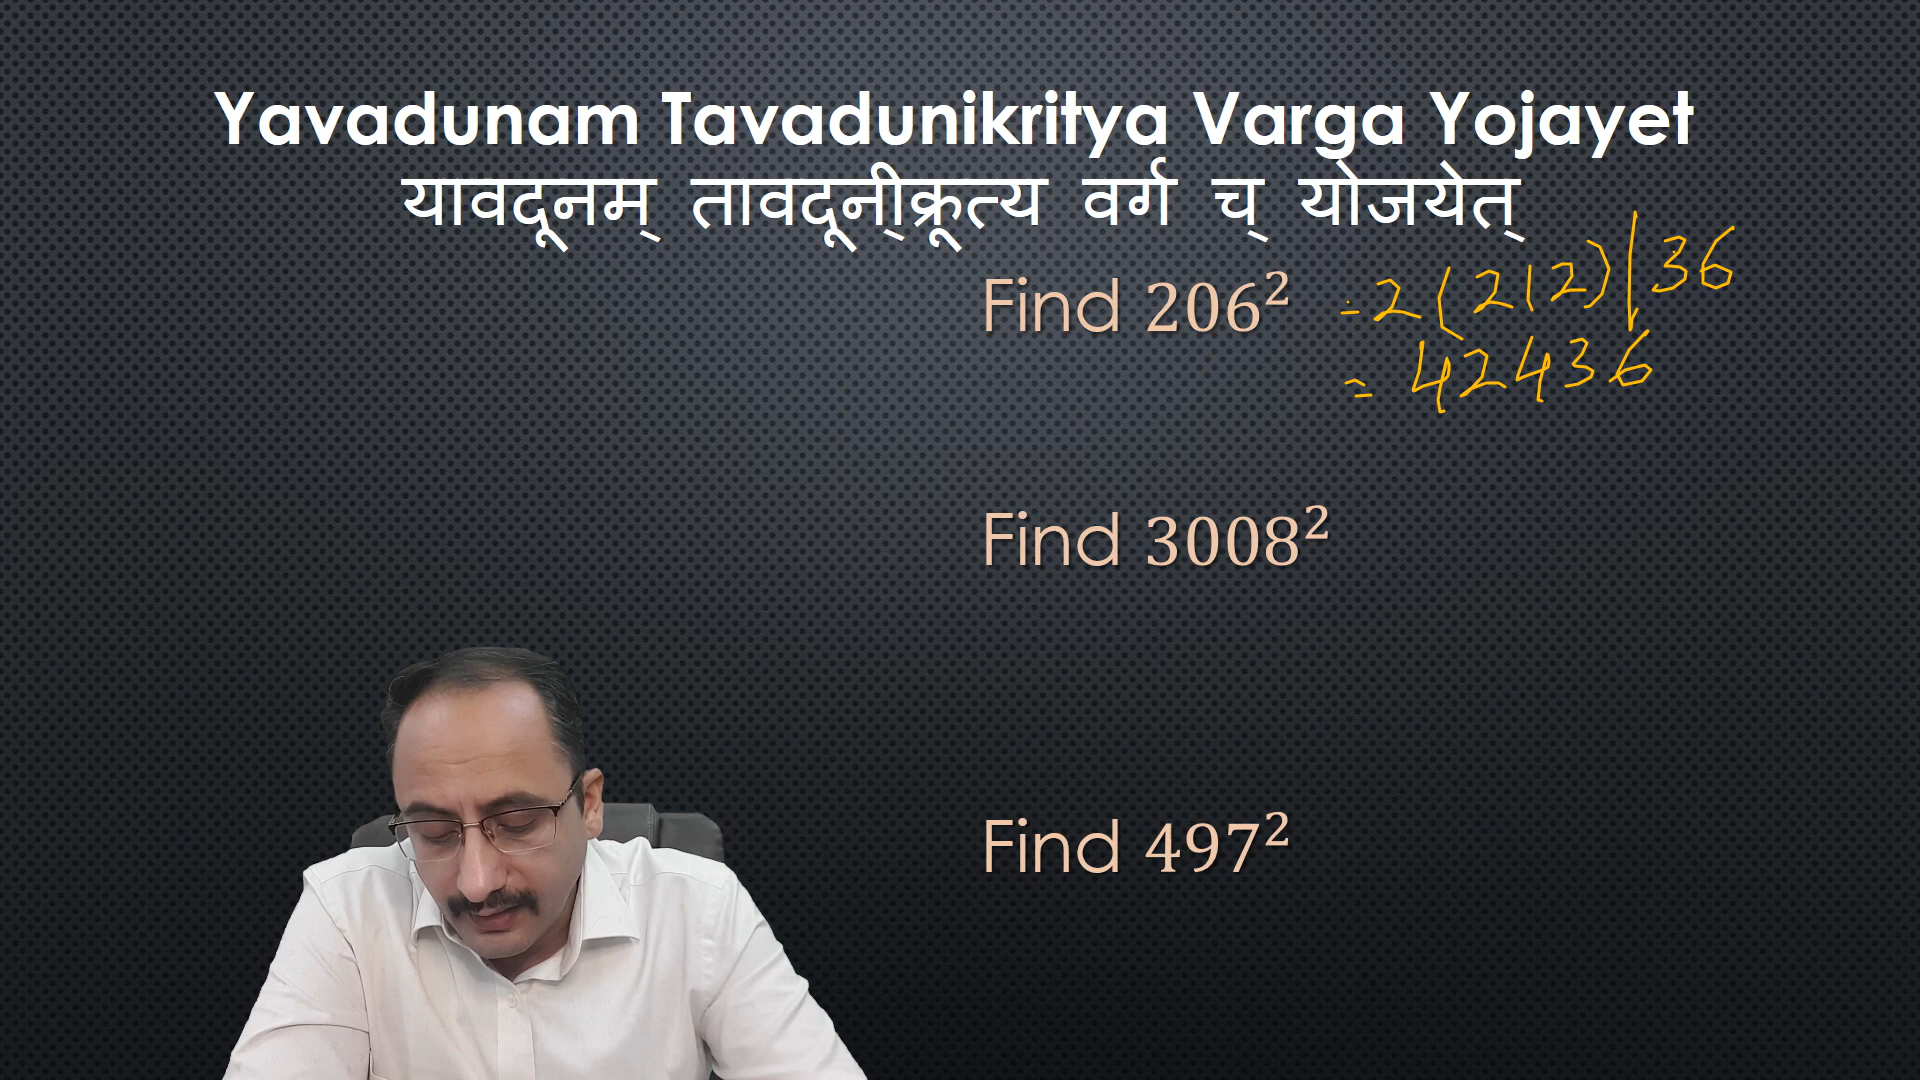 Yavadunam Tavadunikritya Varga Yojayet
यावदूनम् तावदूनी्क्रूत्य वर्ग च् योजयेत्
Find 206² = 2(212)|36
= 42436
Find 3008²
Find 497²